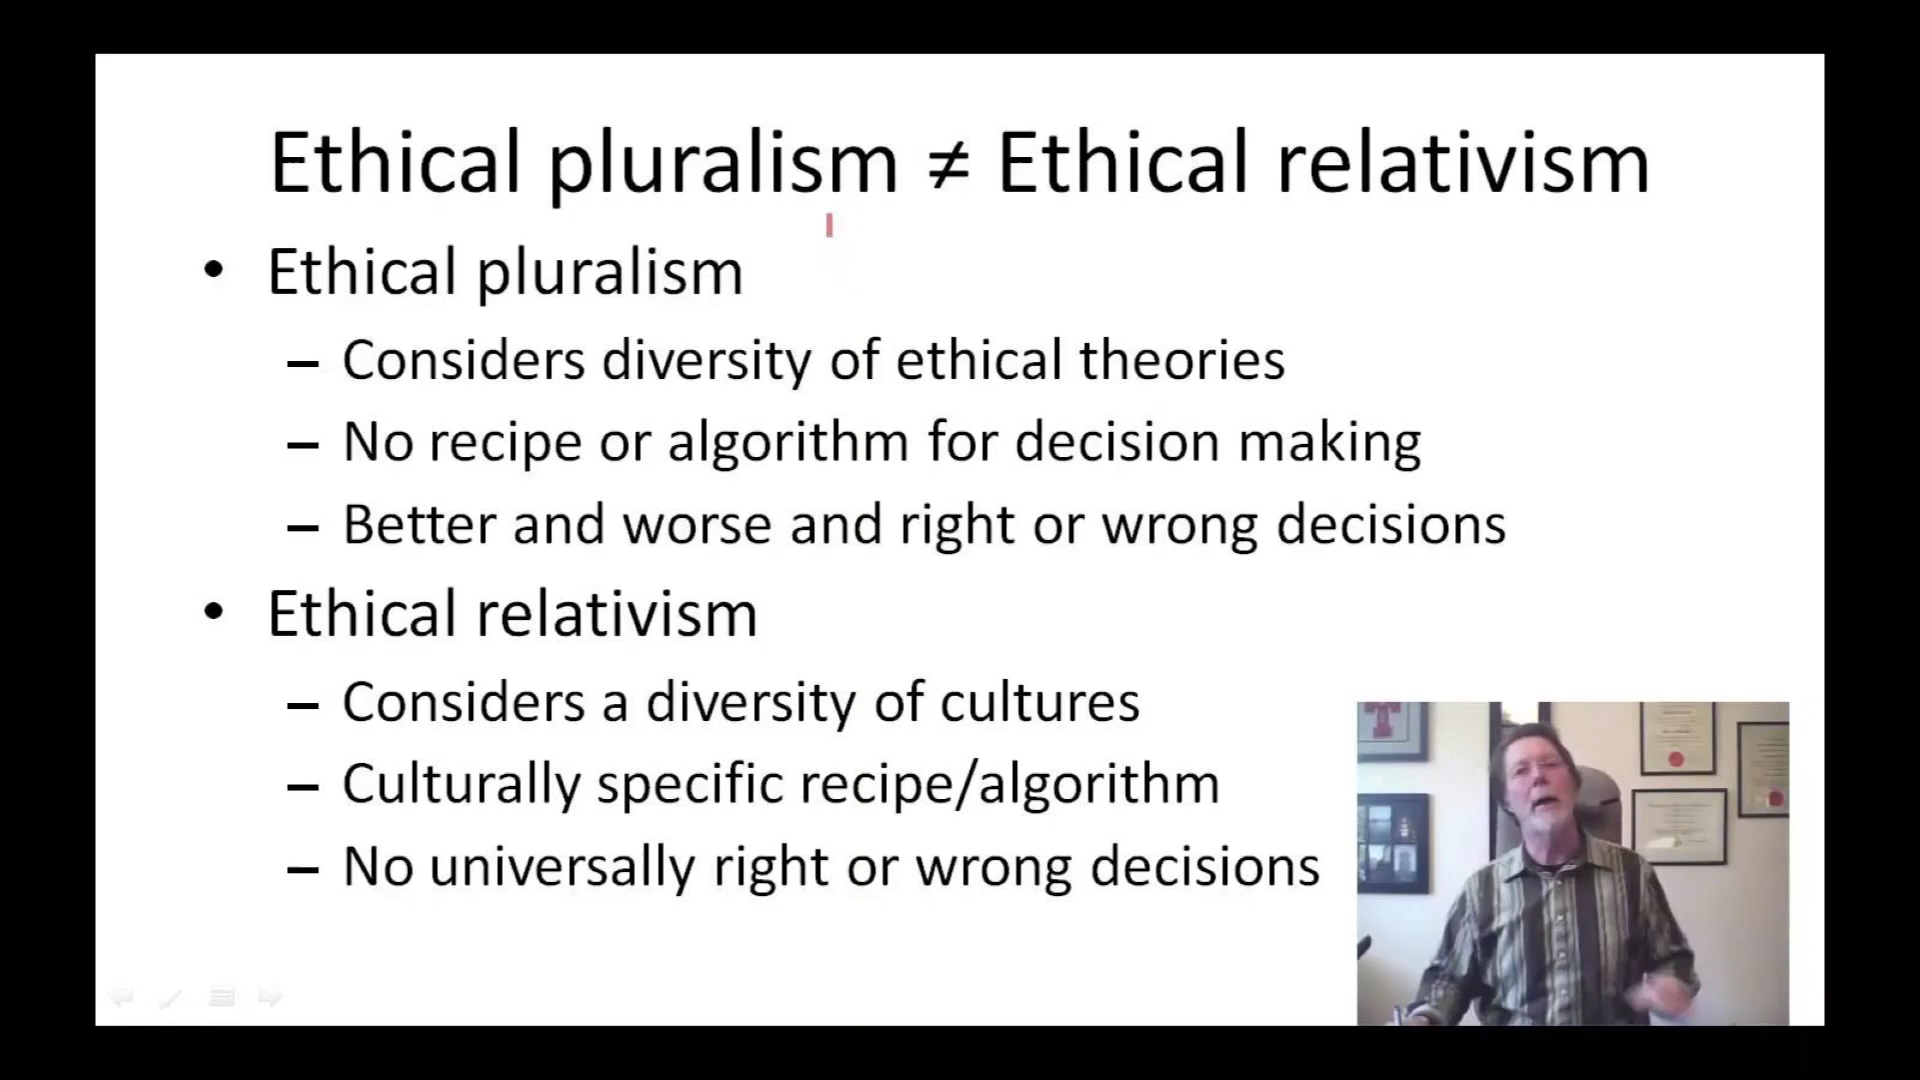 Ethical pluralism ≠ Ethical relativism
• Ethical pluralism
– Considers diversity of ethical theories
– No recipe or algorithm for decision making
– Better and worse and right or wrong decisions
• Ethical relativism
– Considers a diversity of cultures
– Culturally specific recipe/algorithm
– No universally right or wrong decisions
T